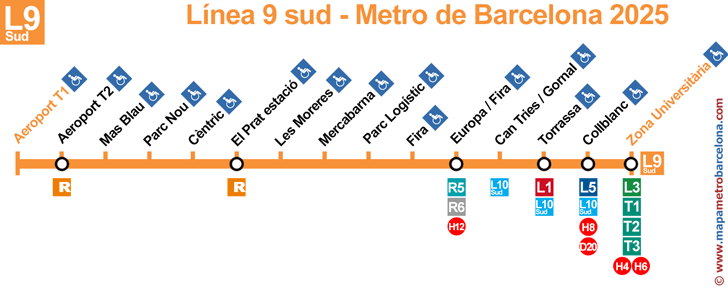 L9
Sud
Línea 9 sud - Metro de Barcelona 2025
Aeroport T1
Aeroport T2
Mas Blau
Parc Nou
Cèntric
El Prat estació
Les Moreres
Mercabarna
Parc Logístic
Fira
Europa / Fira
Can Tries / Gornal
Torrassa
Collblanc
Zona Universitària
L9
Sud
R
R
R5
R6
H12
L10
Sud
L1
L10
Sud
L5
L10
Sud
H8
D20
L3
T1
T2
T3
H4 H6
© www.mapametrobarcelona.com